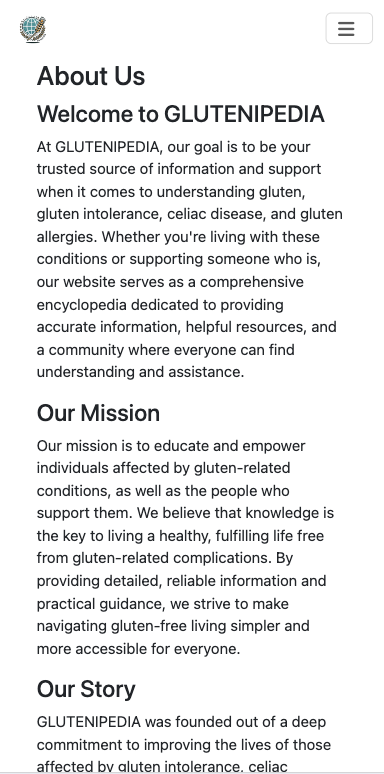 About Us
Welcome to GLUTENIPEDIA
At GLUTENIPEDIA, our goal is to be your
trusted source of information and support
when it comes to understanding gluten,
gluten intolerance, celiac disease, and gluten
allergies. Whether you're living with these
conditions or supporting someone who is,
our website serves as a comprehensive
encyclopedia dedicated to providing
accurate information, helpful resources, and
a community where everyone can find
understanding and assistance.
Our Mission
Our mission is to educate and empower
individuals affected by gluten-related
conditions, as well as the people who
support them. We believe that knowledge is
the key to living a healthy, fulfilling life free
from gluten-related complications. By
providing detailed, reliable information and
practical guidance, we strive to make
navigating gluten-free living simpler and
more accessible for everyone.
Our Story
GLUTENIPEDIA was founded out of a deep
commitment to improving the lives of those
affected by gluten intolerance, celiac